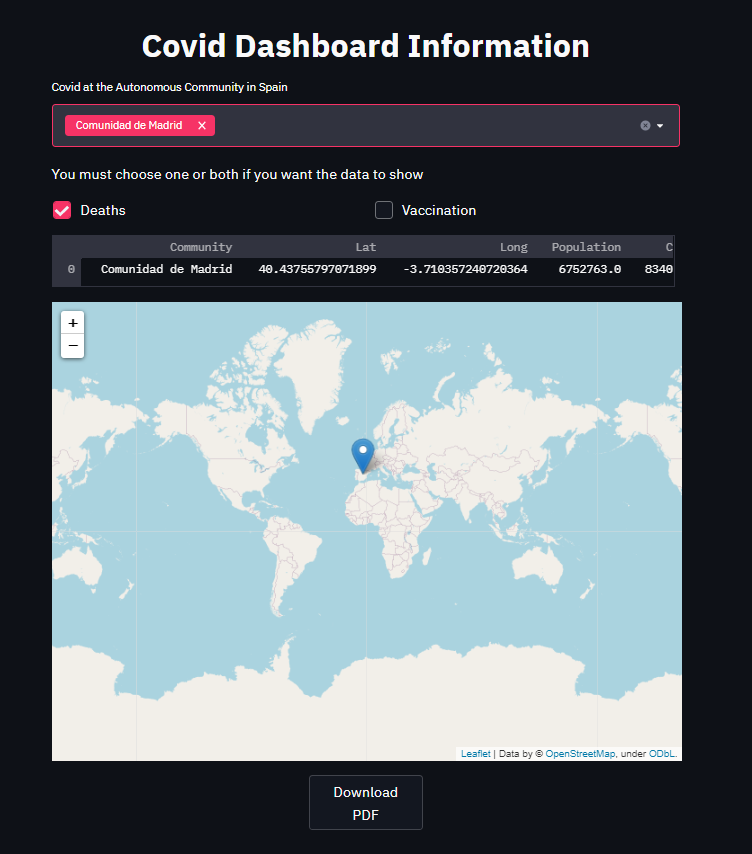 Covid Dashboard Information
Covid at the Autonomous Community in Spain
Comunidad de Madrid
You must choose one or both if you want the data to show
Deaths Vaccination
Community Lat Long Population C
0 Comunidad de Madrid 40.43755797071899 -3.710357240720364 6752763.0 8340
+
−
Leaflet | Data by © OpenStreetMap, under ODbL.
Download
PDF